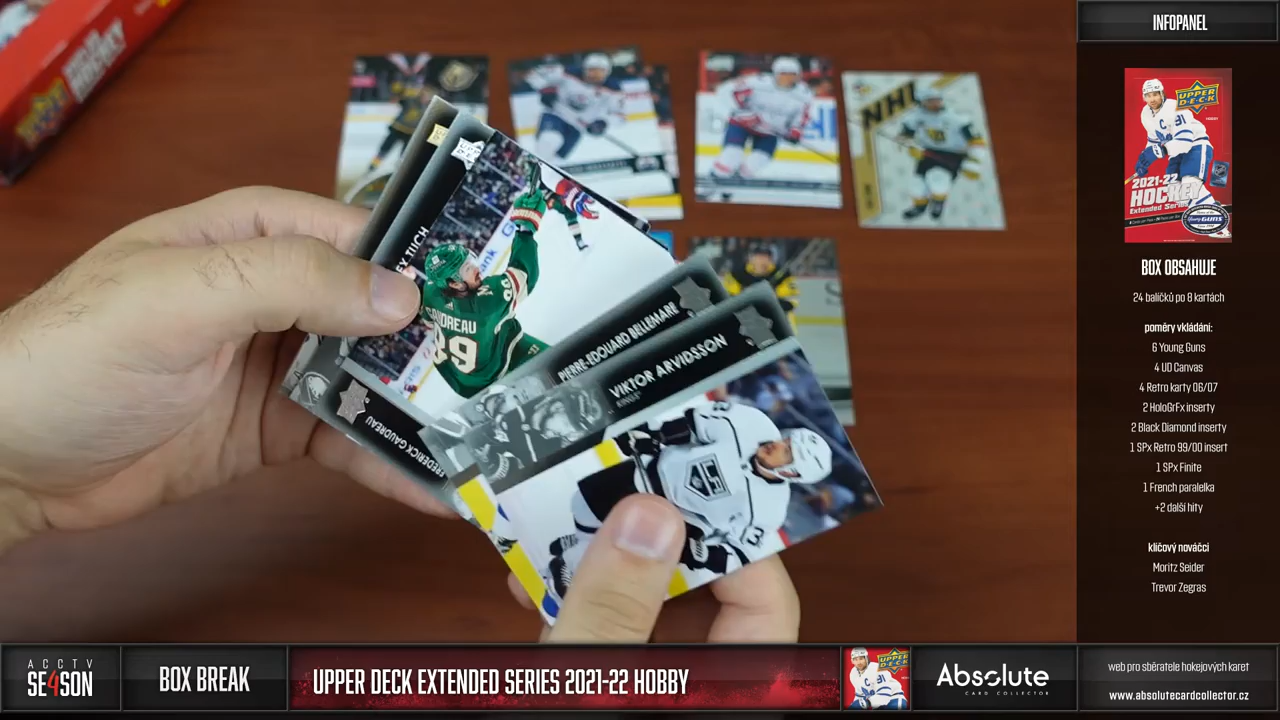 INFOPANEL
UPPER DECK
2021-22
HOCKEY
Extended Series
YOUNG GUNS
BOX OBSAHUJE
24 balíčků po 8 kartách
poměry vkládání:
6 Young Guns
4 UD Canvas
4 Retro karty 06/07
2 HoloGrFx inserty
2 Black Diamond inserty
1 SPx Retro 99/00 insert
1 SPx Finite
1 French paralelka
+2 další hity
klíčový nováčci
Moritz Seider
Trevor Zegras
NHL
EY TUCH
GAUDREAU
89
FREDERICK GAUDREAU
PIERRE-EDOUARD BELLEMARE
VIKTOR ARVIDSSON
KINGS
ACCTV
SE4SON
BOX BREAK
UPPER DECK EXTENDED SERIES 2021-22 HOBBY
Absolute
CARD COLLECTOR
web pro sběratele hokejových karet
www.absolutecardcollector.cz